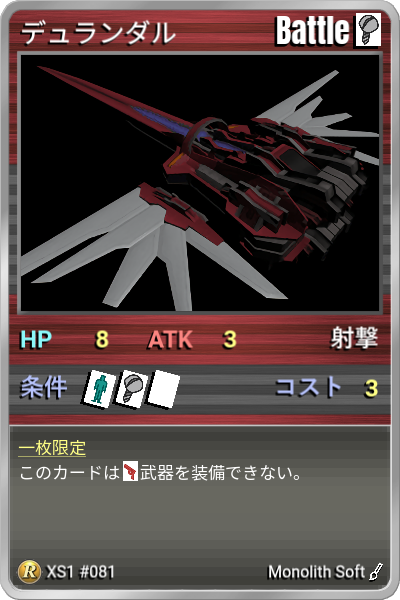 デュランダル Battle
HP 8 ATK 3 射撃
条件 コスト 3
一枚限定
このカードは武器を装備できない。
R XS1 #081 Monolith Soft